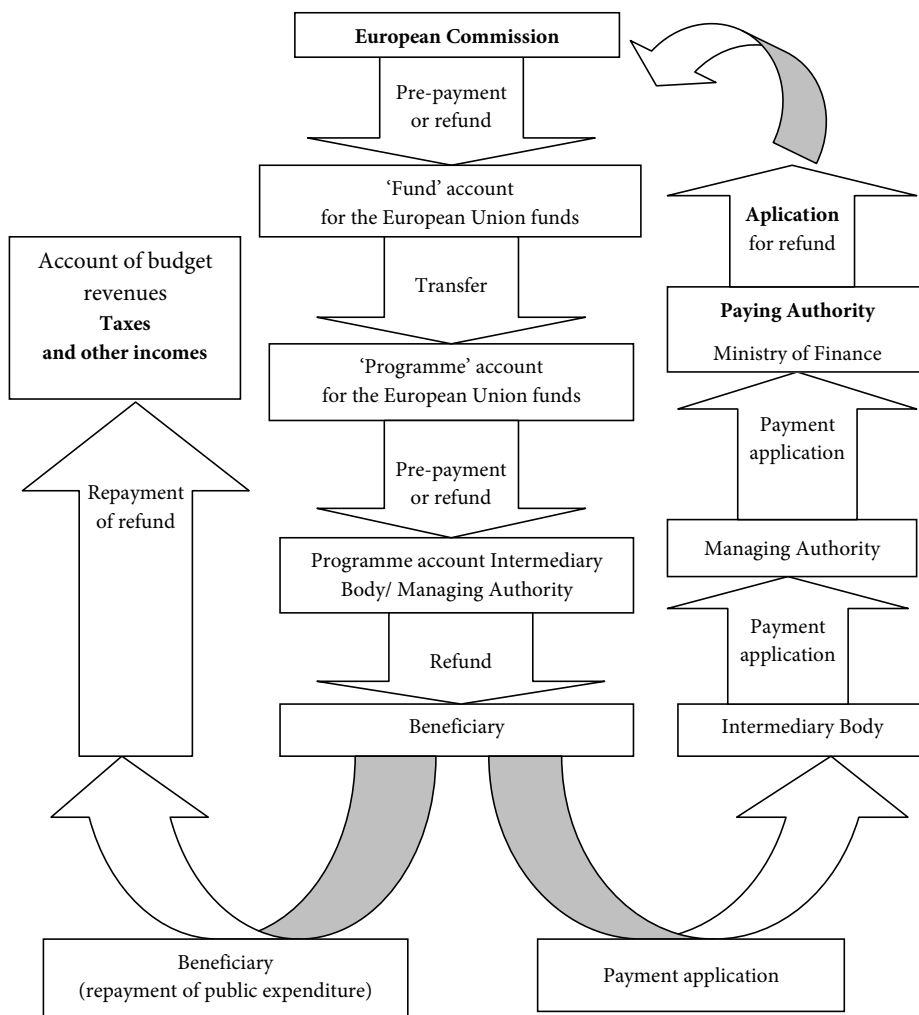 European Commission
Pre-payment
or refund
'Fund' account
for the European Union funds
Transfer
'Programme' account
for the European Union funds
Pre-payment
or refund
Programme account Intermediary
Body/ Managing Authority
Refund
Beneficiary
Account of budget
revenues
Taxes
and other incomes
Repayment
of refund
Beneficiary
(repayment of public expenditure)
Aplication
for refund
Paying Authority
Ministry of Finance
Payment
application
Managing Authority
Payment
application
Intermediary Body
Payment application